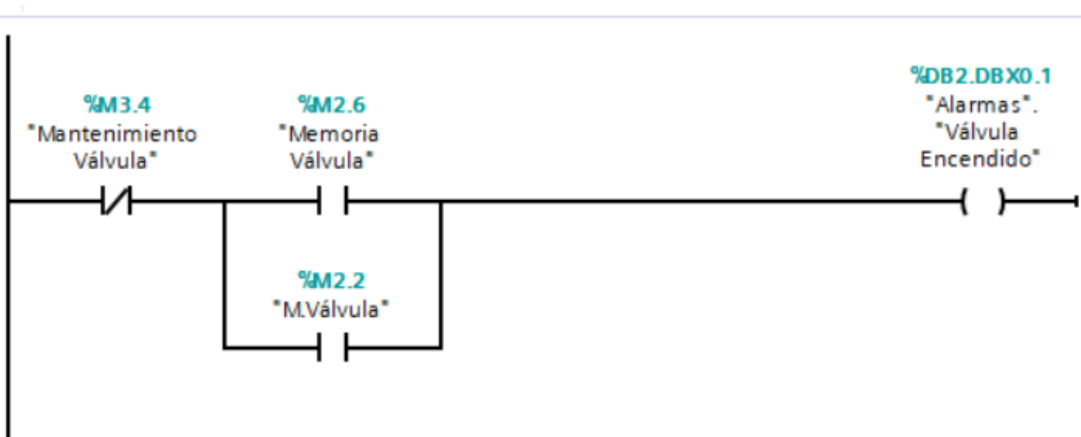 %M3.4
"Mantenimiento
Válvula"
%M2.6
"Memoria
Válvula"
%DB2.DBX0.1
"Alarmas".
"Válvula
Encendido"
%M2.2
"M.Válvula"